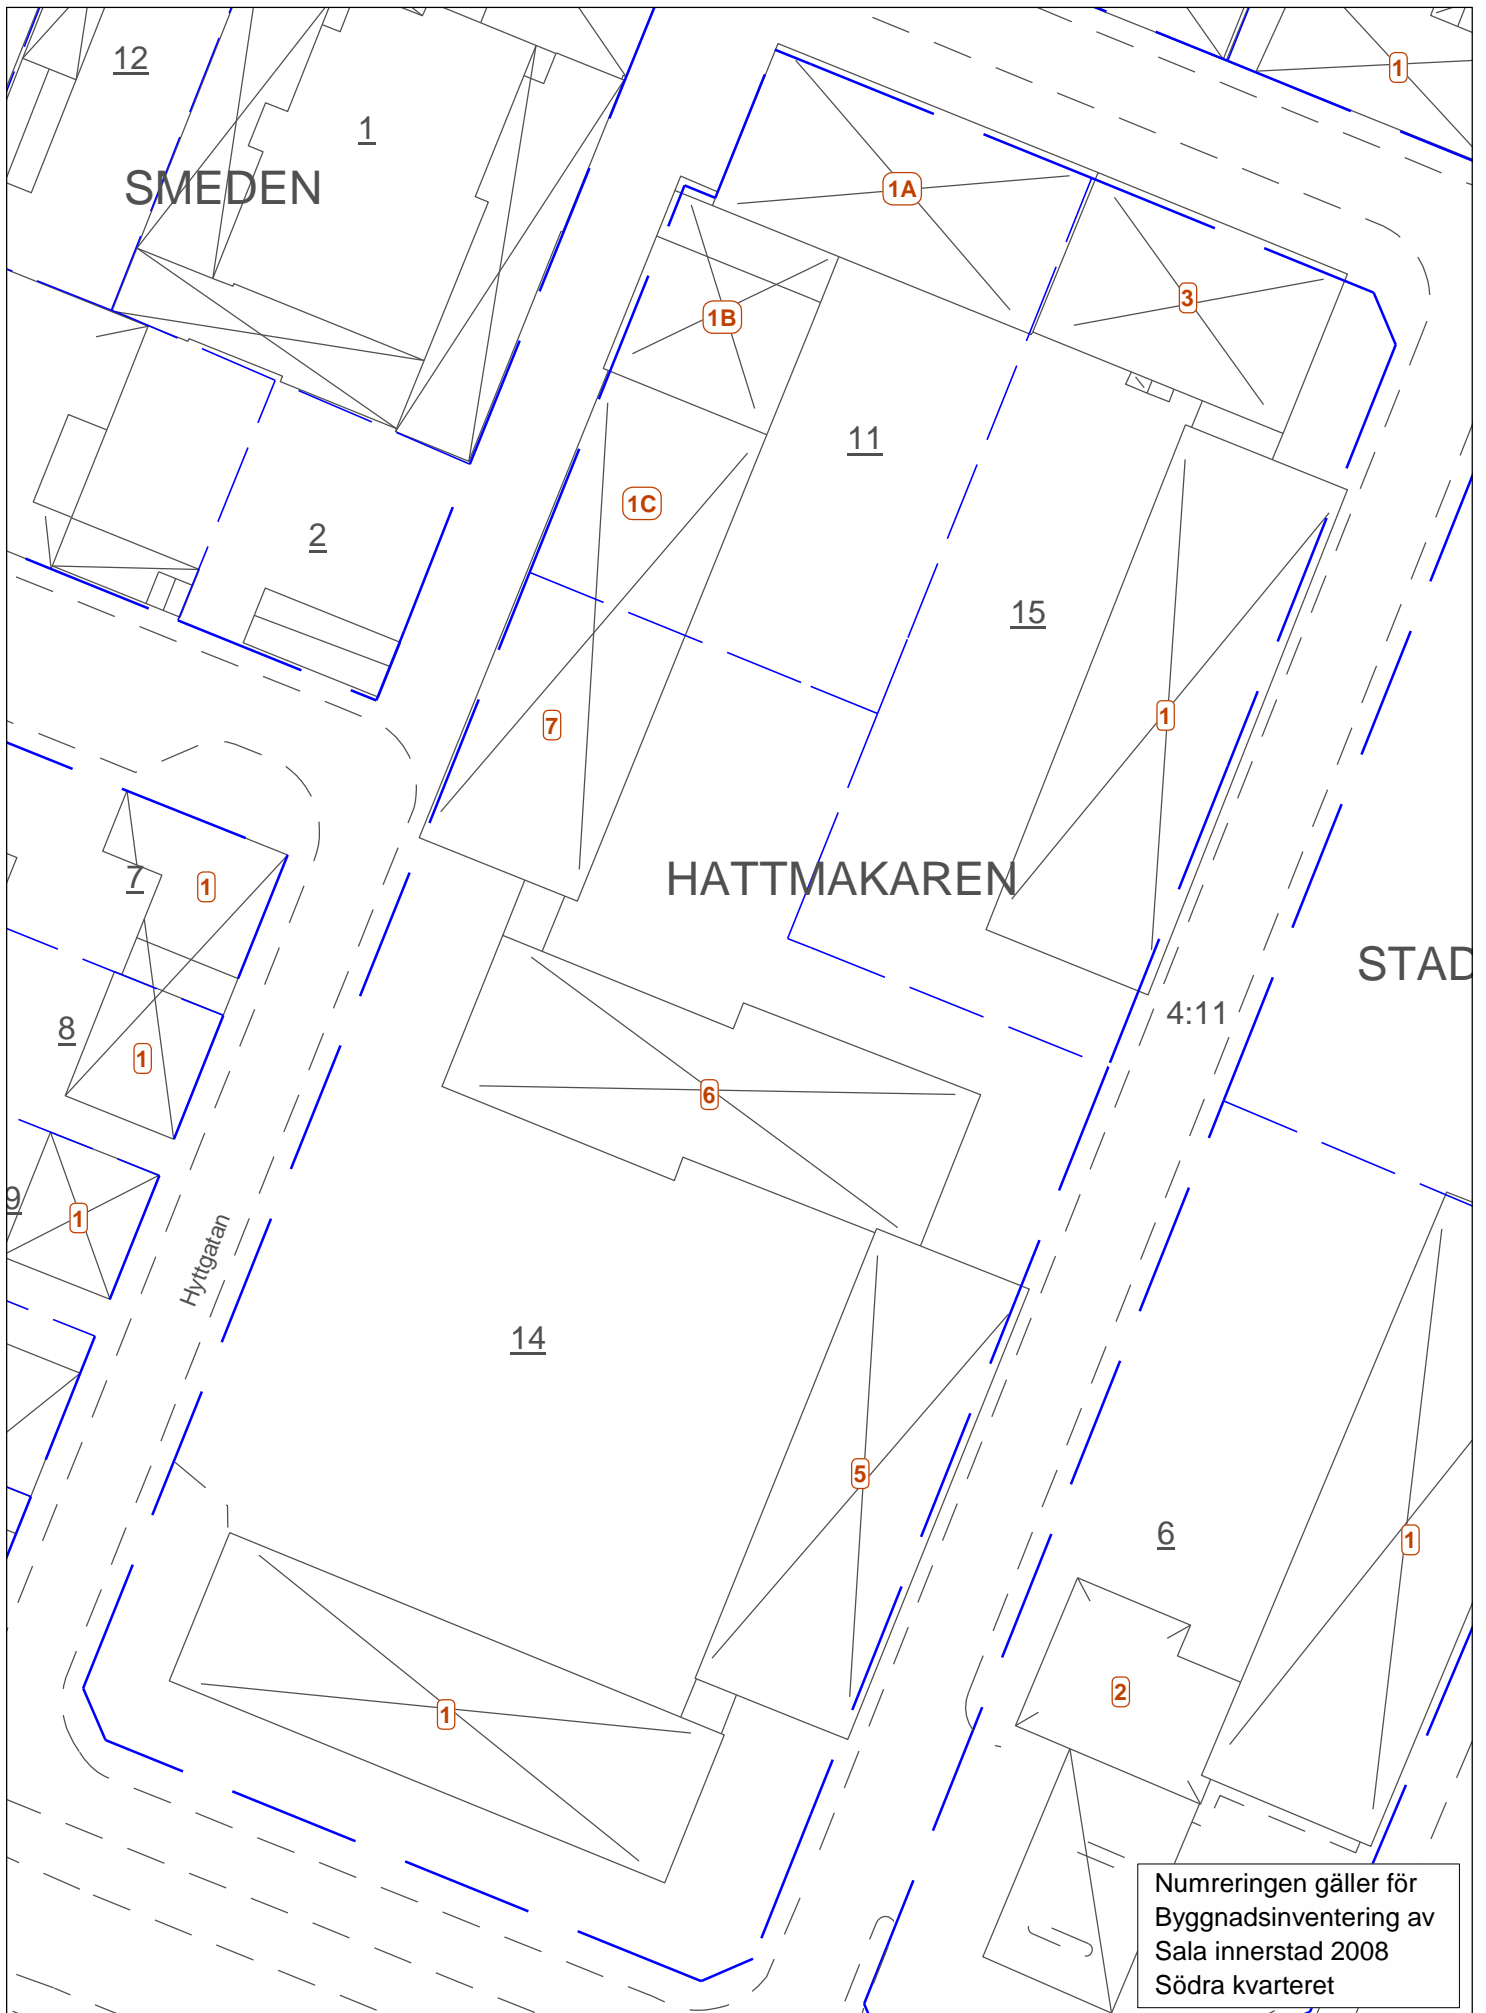 12
1
1
SMEDEN
1A
3
1B
11
1C
2
15
1
7
HATTMAKAREN
7
1
STAD
4:11
8
1
6
9
1
Hyttgatan
14
5
6
1
2
1
Numreringen gäller för
Byggnadsinventering av
Sala innerstad 2008
Södra kvarteret